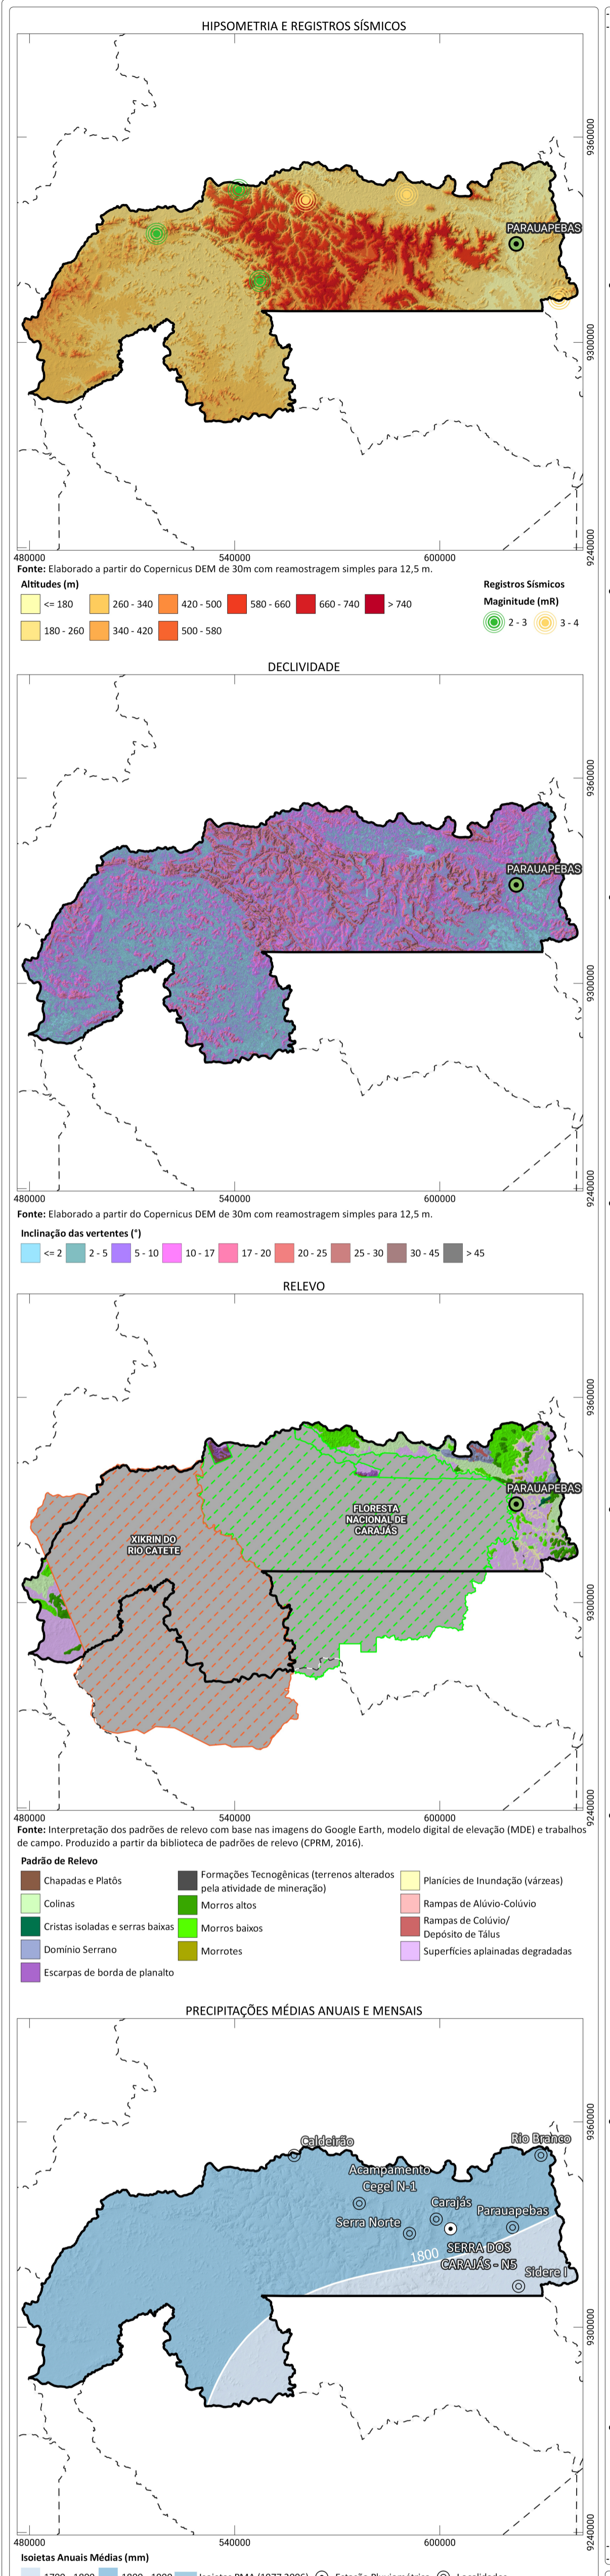 HIPSOMETRIA E REGISTROS SÍSMICOS
9360000
PARAUAPEBAS
9300000
9240000
480000 540000 600000
Fonte: Elaborado a partir do Copernicus DEM de 30m com reamostragem simples para 12,5 m.
Altitudes (m)
<= 180 260 - 340 420 - 500 580 - 660 660 - 740 > 740
180 - 260 340 - 420 500 - 580
Registros Sísmicos
Maginitude (mR)
2 - 3 3 - 4
DECLIVIDADE
9360000
PARAUAPEBAS
9300000
9240000
480000 540000 600000
Fonte: Elaborado a partir do Copernicus DEM de 30m com reamostragem simples para 12,5 m.
Inclinação das vertentes (°)
<= 2 2 - 5 5 - 10 10 - 17 17 - 20 20 - 25 25 - 30 30 - 45 > 45
RELEVO
9360000
PARAUAPEBAS
FLORESTA
NACIONAL DE
CARAJÁS
XIKRIN DO
RIO CATETE
9300000
9240000
480000 540000 600000
Fonte: Interpretação dos padrões de relevo com base nas imagens do Google Earth, modelo digital de elevação (MDE) e trabalhos
de campo. Produzido a partir da biblioteca de padrões de relevo (CPRM, 2016).
Padrão de Relevo
Chapadas e Platôs
Colinas
Cristas isoladas e serras baixas
Domínio Serrano
Escarpas de borda de planalto
Formações Tecnogênicas (terrenos alterados
pela atividade de mineração)
Morros altos
Morros baixos
Morrotes
Planícies de Inundação (várzeas)
Rampas de Alúvio-Colúvio
Rampas de Colúvio/
Depósito de Tálus
Superfícies aplainadas degradadas
PRECIPITAÇÕES MÉDIAS ANUAIS E MENSAIS
9360000
Caldeirão
Rio Branco
Acampamento
Cegel N-1
Carajás
Parauapebas
Serra Norte
SERRA DOS
CARAJÁS - N5
1800
Sidere I
9300000
9240000
480000 540000 600000
Isoietas Anuais Médias (mm)